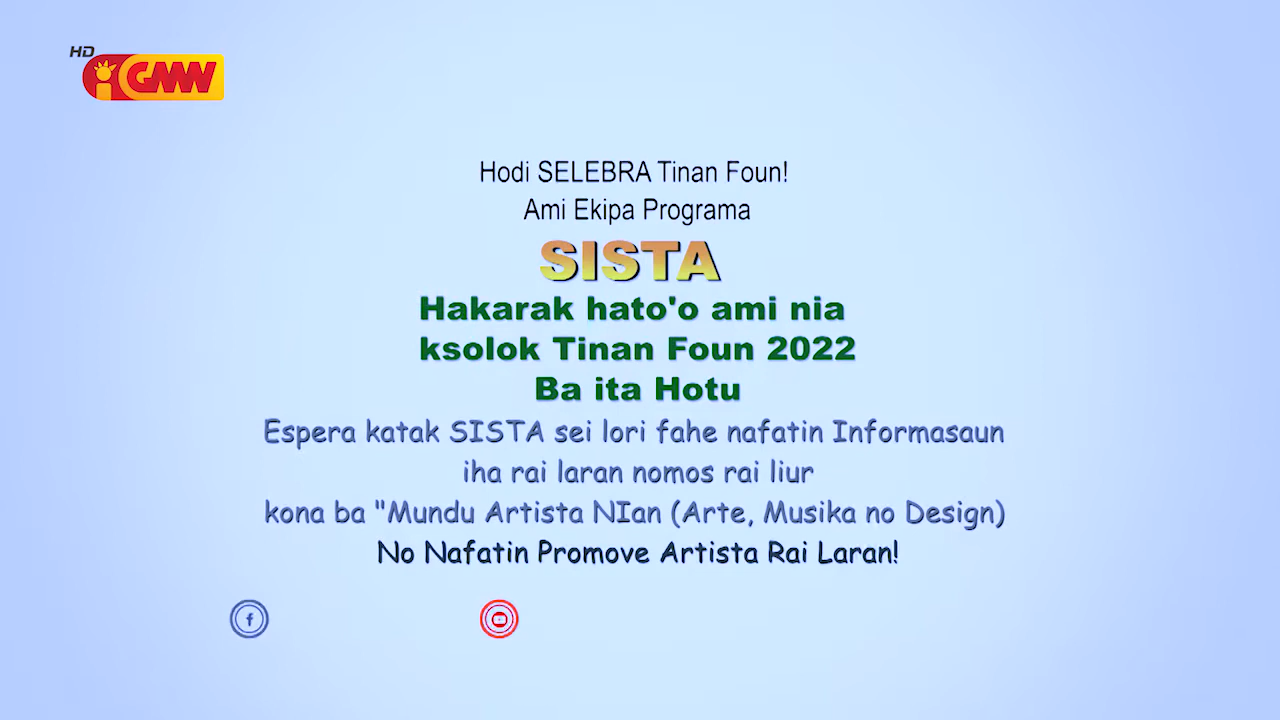 HD
GMN
Hodi SELEBRA Tinan Foun!
Ami Ekipa Programa
SISTA
Hakarak hato'o ami nia
ksolok Tinan Foun 2022
Ba ita Hotu
Espera katak SISTA sei lori fahe nafatin Informasaun
iha rai laran nomos rai liur
kona ba "Mundu Artista NIan (Arte, Musika no Design)
No Nafatin Promove Artista Rai Laran!